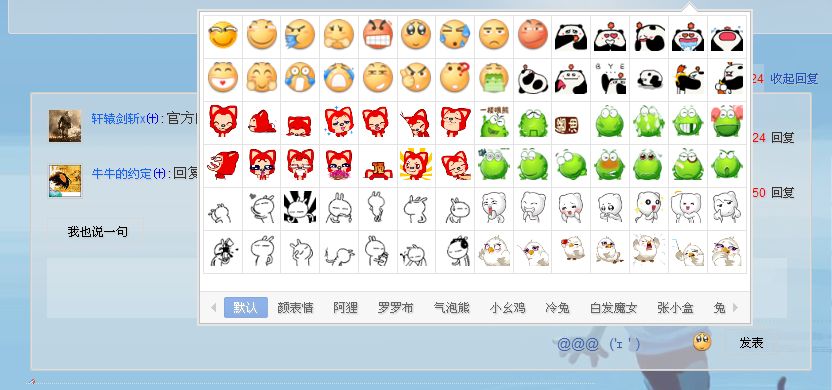 24 收起回复
轩辕剑斩x(†): 官方
24 回复
牛牛的约定(†): 回复
50 回复
我也说一句
BYE
默认 颜表情 阿狸 罗罗布 气泡熊 小幺鸡 冷兔 白发魔女 张小盒 兔
@@@ ('ɪ ' ) 发表